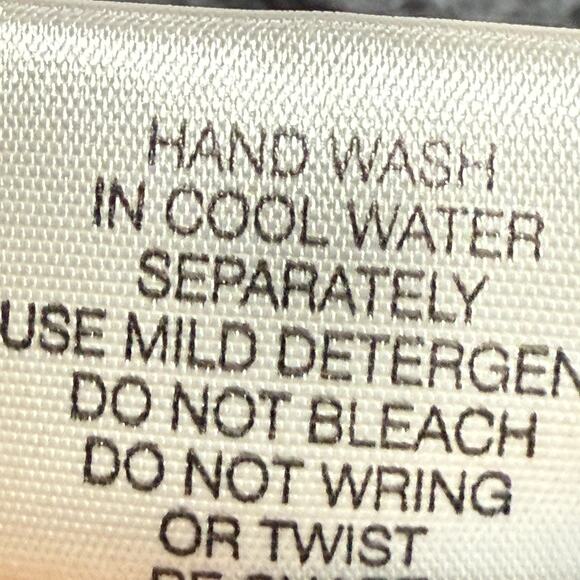 HAND WASH
IN COOL WATER
SEPARATELY
USE MILD DETERGEN
DO NOT BLEACH
DO NOT WRING
OR TWIST